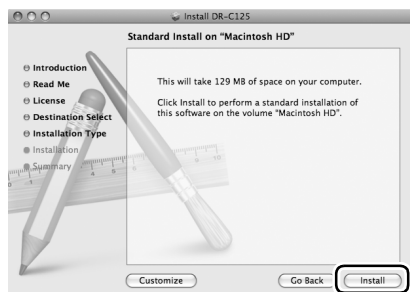 Install DR-C125
Standard Install on “Macintosh HD”
Introduction
Read Me
License
Destination Select
Installation Type
Installation
Summary
This will take 129 MB of space on your computer.
Click Install to perform a standard installation of
this software on the volume "Macintosh HD".
Customize
Go Back
Install